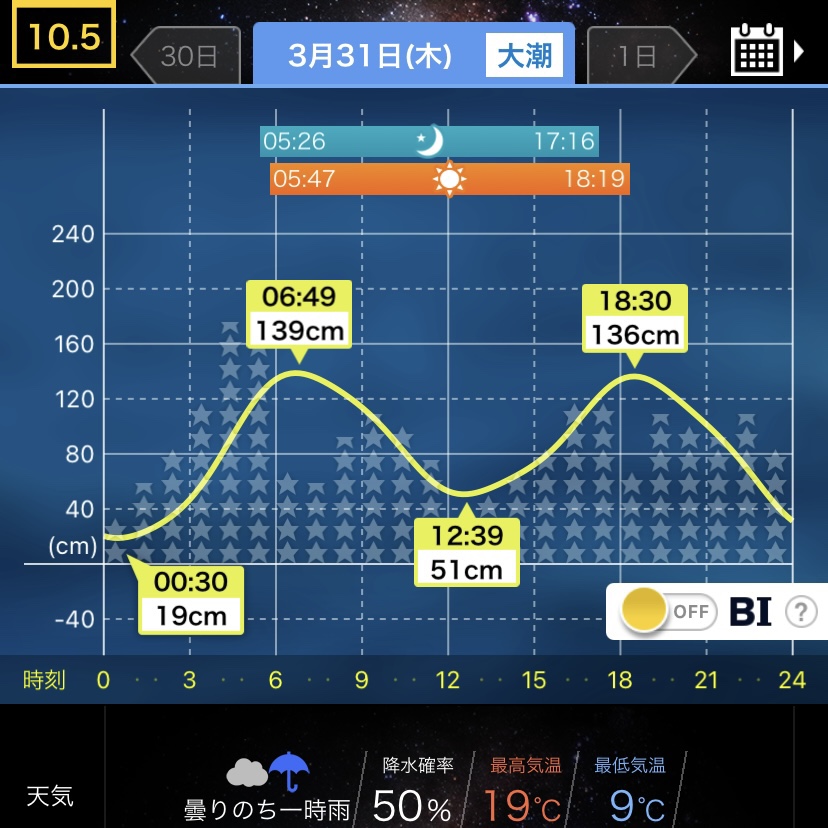 10.5
30日
3月31日(木) 大潮
1日
05:26 17:16
05:47 18:19
240
200
160
120
80
40
(cm)
-40
06:49
139cm
18:30
136cm
12:39
51cm
00:30
19cm
OFF BI ?
時刻 0 3 6 9 12 15 18 21 24
天気
曇りのち一時雨
降水確率
50%
最高気温
19℃
最低気温
9℃